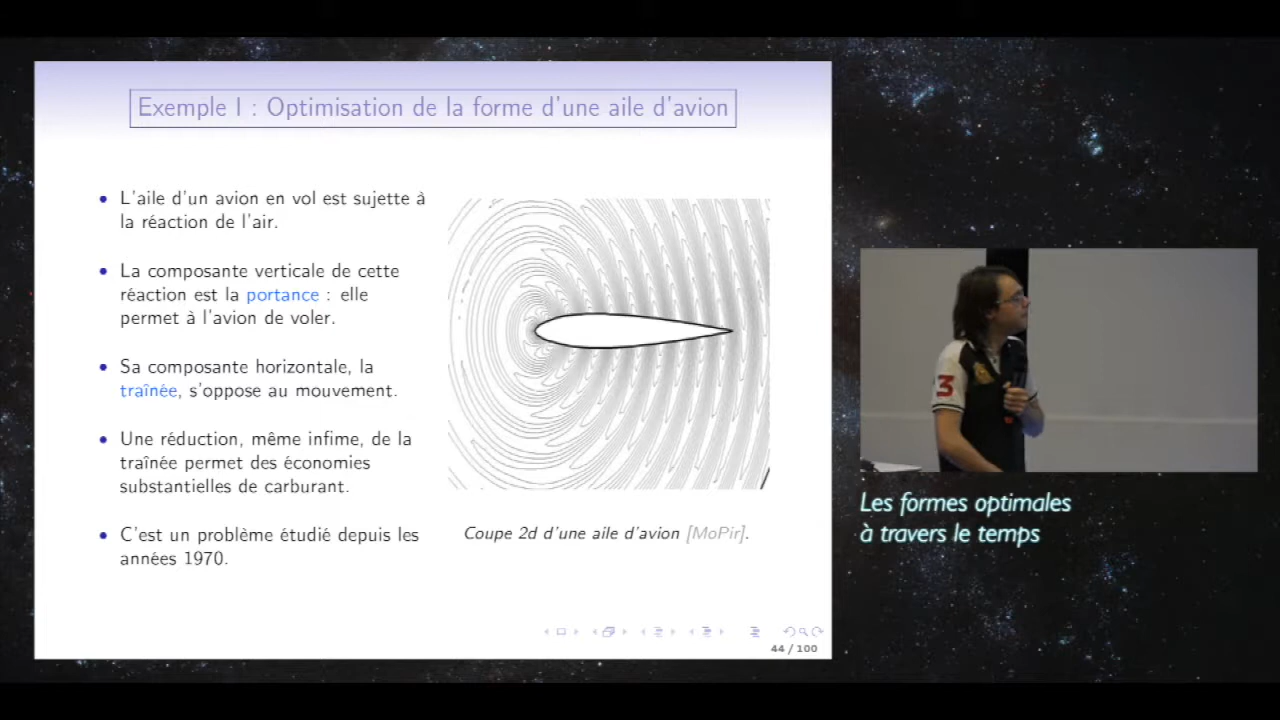 Exemple I : Optimisation de la forme d'une aile d'avion
• L'aile d'un avion en vol est sujette à
la réaction de l'air.
• La composante verticale de cette
réaction est la portance : elle
permet à l'avion de voler.
• Sa composante horizontale, la
traînée, s'oppose au mouvement.
• Une réduction, même infime, de la
traînée permet des économies
substantielles de carburant.
• C'est un problème étudié depuis les
années 1970.
Coupe 2d d'une aile d'avion [MoPir].
44 / 100
3
Les formes optimales
à travers le temps